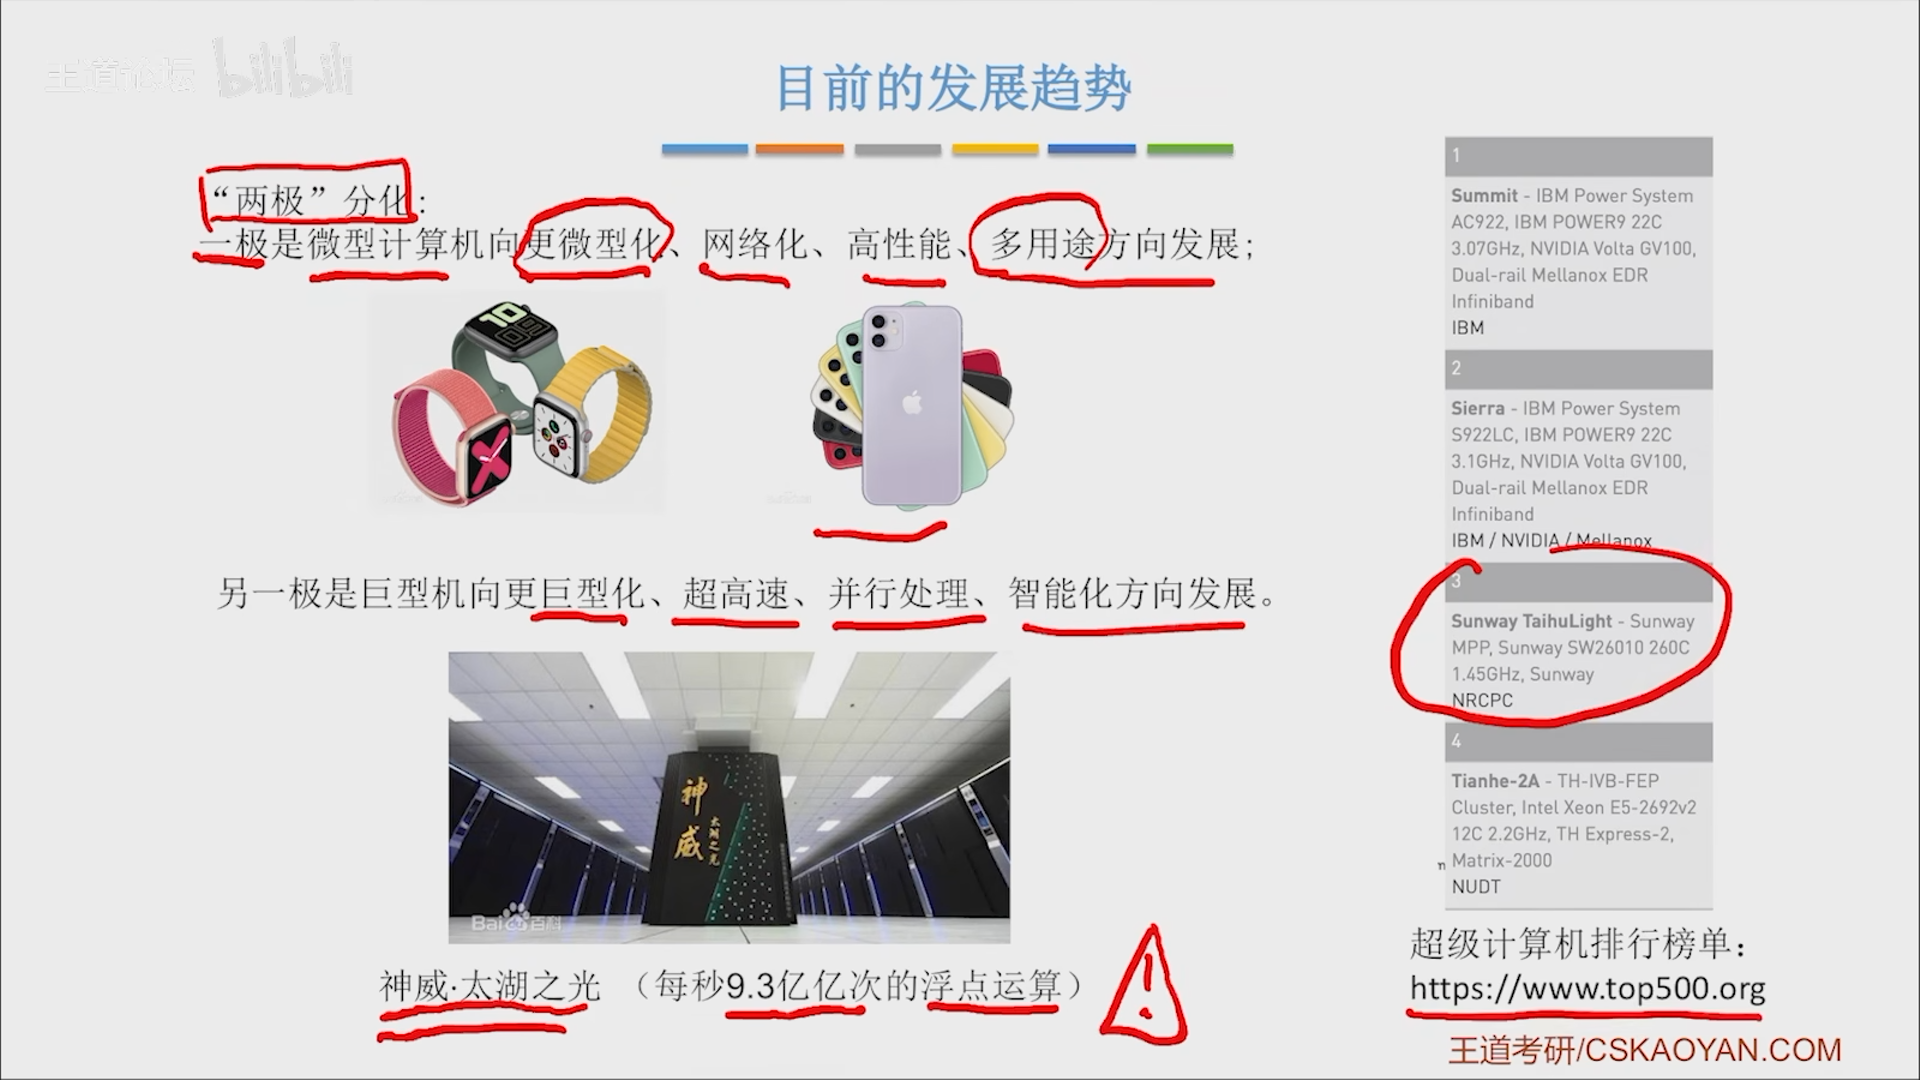 王道论坛 bilibili
目前的发展趋势
“两极”分化：
一极是微型计算机向更微型化、网络化、高性能、多用途方向发展；
10
09
另一极是巨型机向更巨型化、超高速、并行处理、智能化方向发展。
神威
太湖之光
Baidu百科
神威·太湖之光 （每秒9.3亿亿次的浮点运算）
!
1
Summit - IBM Power System
AC922, IBM POWER9 22C
3.07GHz, NVIDIA Volta GV100,
Dual-rail Mellanox EDR
Infiniband
IBM
2
Sierra - IBM Power System
S922LC, IBM POWER9 22C
3.1GHz, NVIDIA Volta GV100,
Dual-rail Mellanox EDR
Infiniband
IBM / NVIDIA / Mellanox
3
Sunway TaihuLight - Sunway
MPP, Sunway SW26010 260C
1.45GHz, Sunway
NRCPC
4
Tianhe-2A - TH-IVB-FEP
Cluster, Intel Xeon E5-2692v2
12C 2.2GHz, TH Express-2,
Matrix-2000
NUDT
超级计算机排行榜单：
https://www.top500.org
王道考研/CSKAOYAN.COM